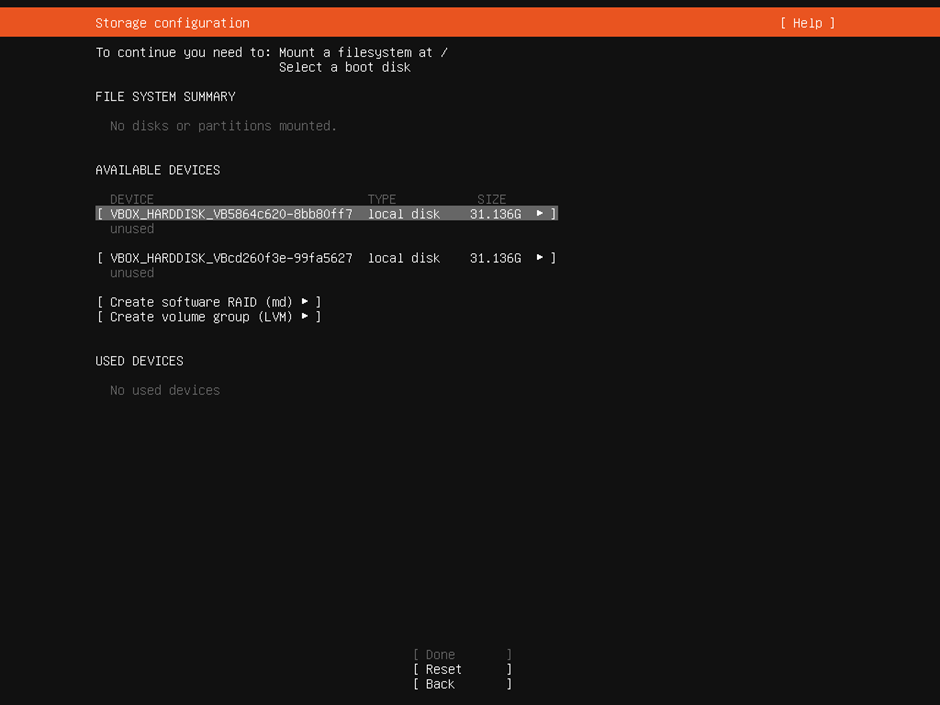 Storage configuration [ Help ]
To continue you need to: Mount a filesystem at /
Select a boot disk
FILE SYSTEM SUMMARY
No disks or partitions mounted.
AVAILABLE DEVICES
DEVICE TYPE SIZE
[ VBOX_HARDDISK_VB5864c620-8bb80ff7 local disk 31.136G ▸ ]
unused
[ VBOX_HARDDISK_VBcd260f3e-99fa5627 local disk 31.136G ▸ ]
unused
[ Create software RAID (md) ▸ ]
[ Create volume group (LVM) ▸ ]
USED DEVICES
No used devices
[ Done ]
[ Reset ]
[ Back ]